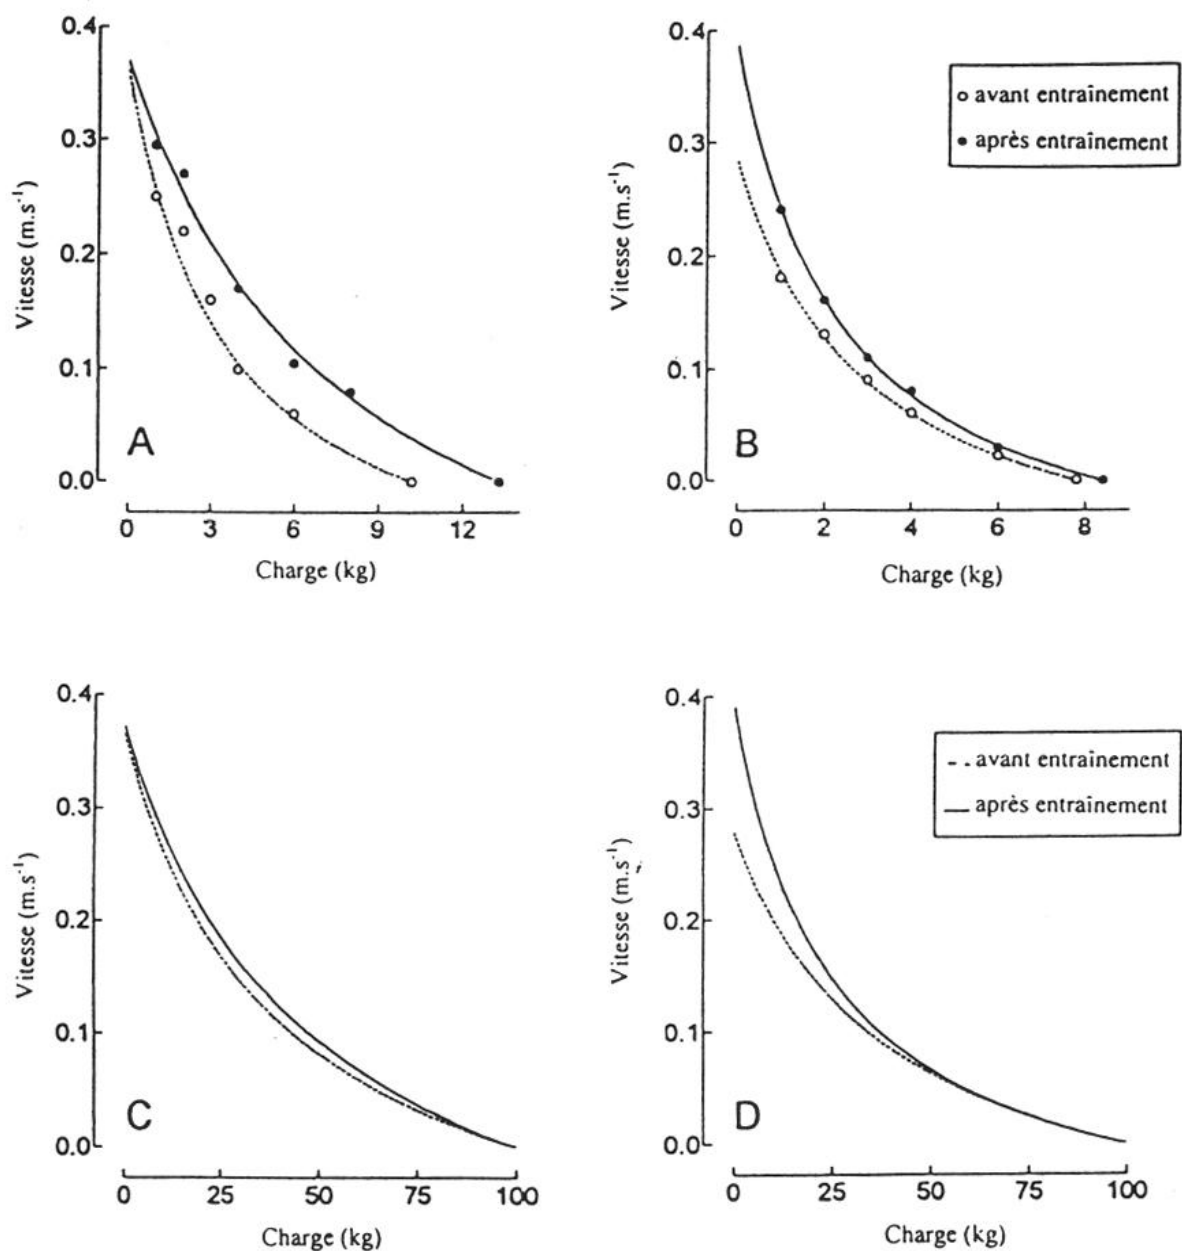 0.4
0.3
0.2
0.1
0.0
Vitesse (m.s⁻¹)
A
0 3 6 9 12
Charge (kg)
0.4
0.3
0.2
0.1
0.0
Vitesse (m.s⁻¹)
○ avant entraînement
● après entraînement
B
0 2 4 6 8
Charge (kg)
0.4
0.3
0.2
0.1
0.0
Vitesse (m.s⁻¹)
C
0 25 50 75 100
Charge (kg)
0.4
0.3
0.2
0.1
0.0
Vitesse (m.s⁻¹)
avant entraînement
après entraînement
D
0 25 50 75 100
Charge (kg)